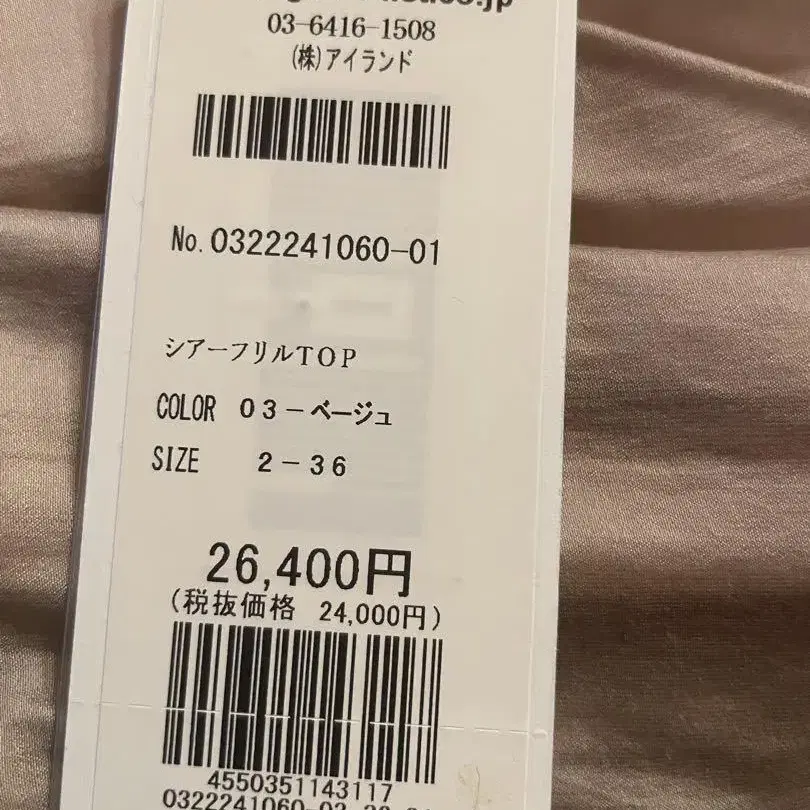 03-6416-1508
(株)アイランド
No.0322241060-01
シアーフリルTOP
COLOR 03-ベージュ
SIZE 2-36
26,400円
(税抜価格 24,000円)
4550351143117